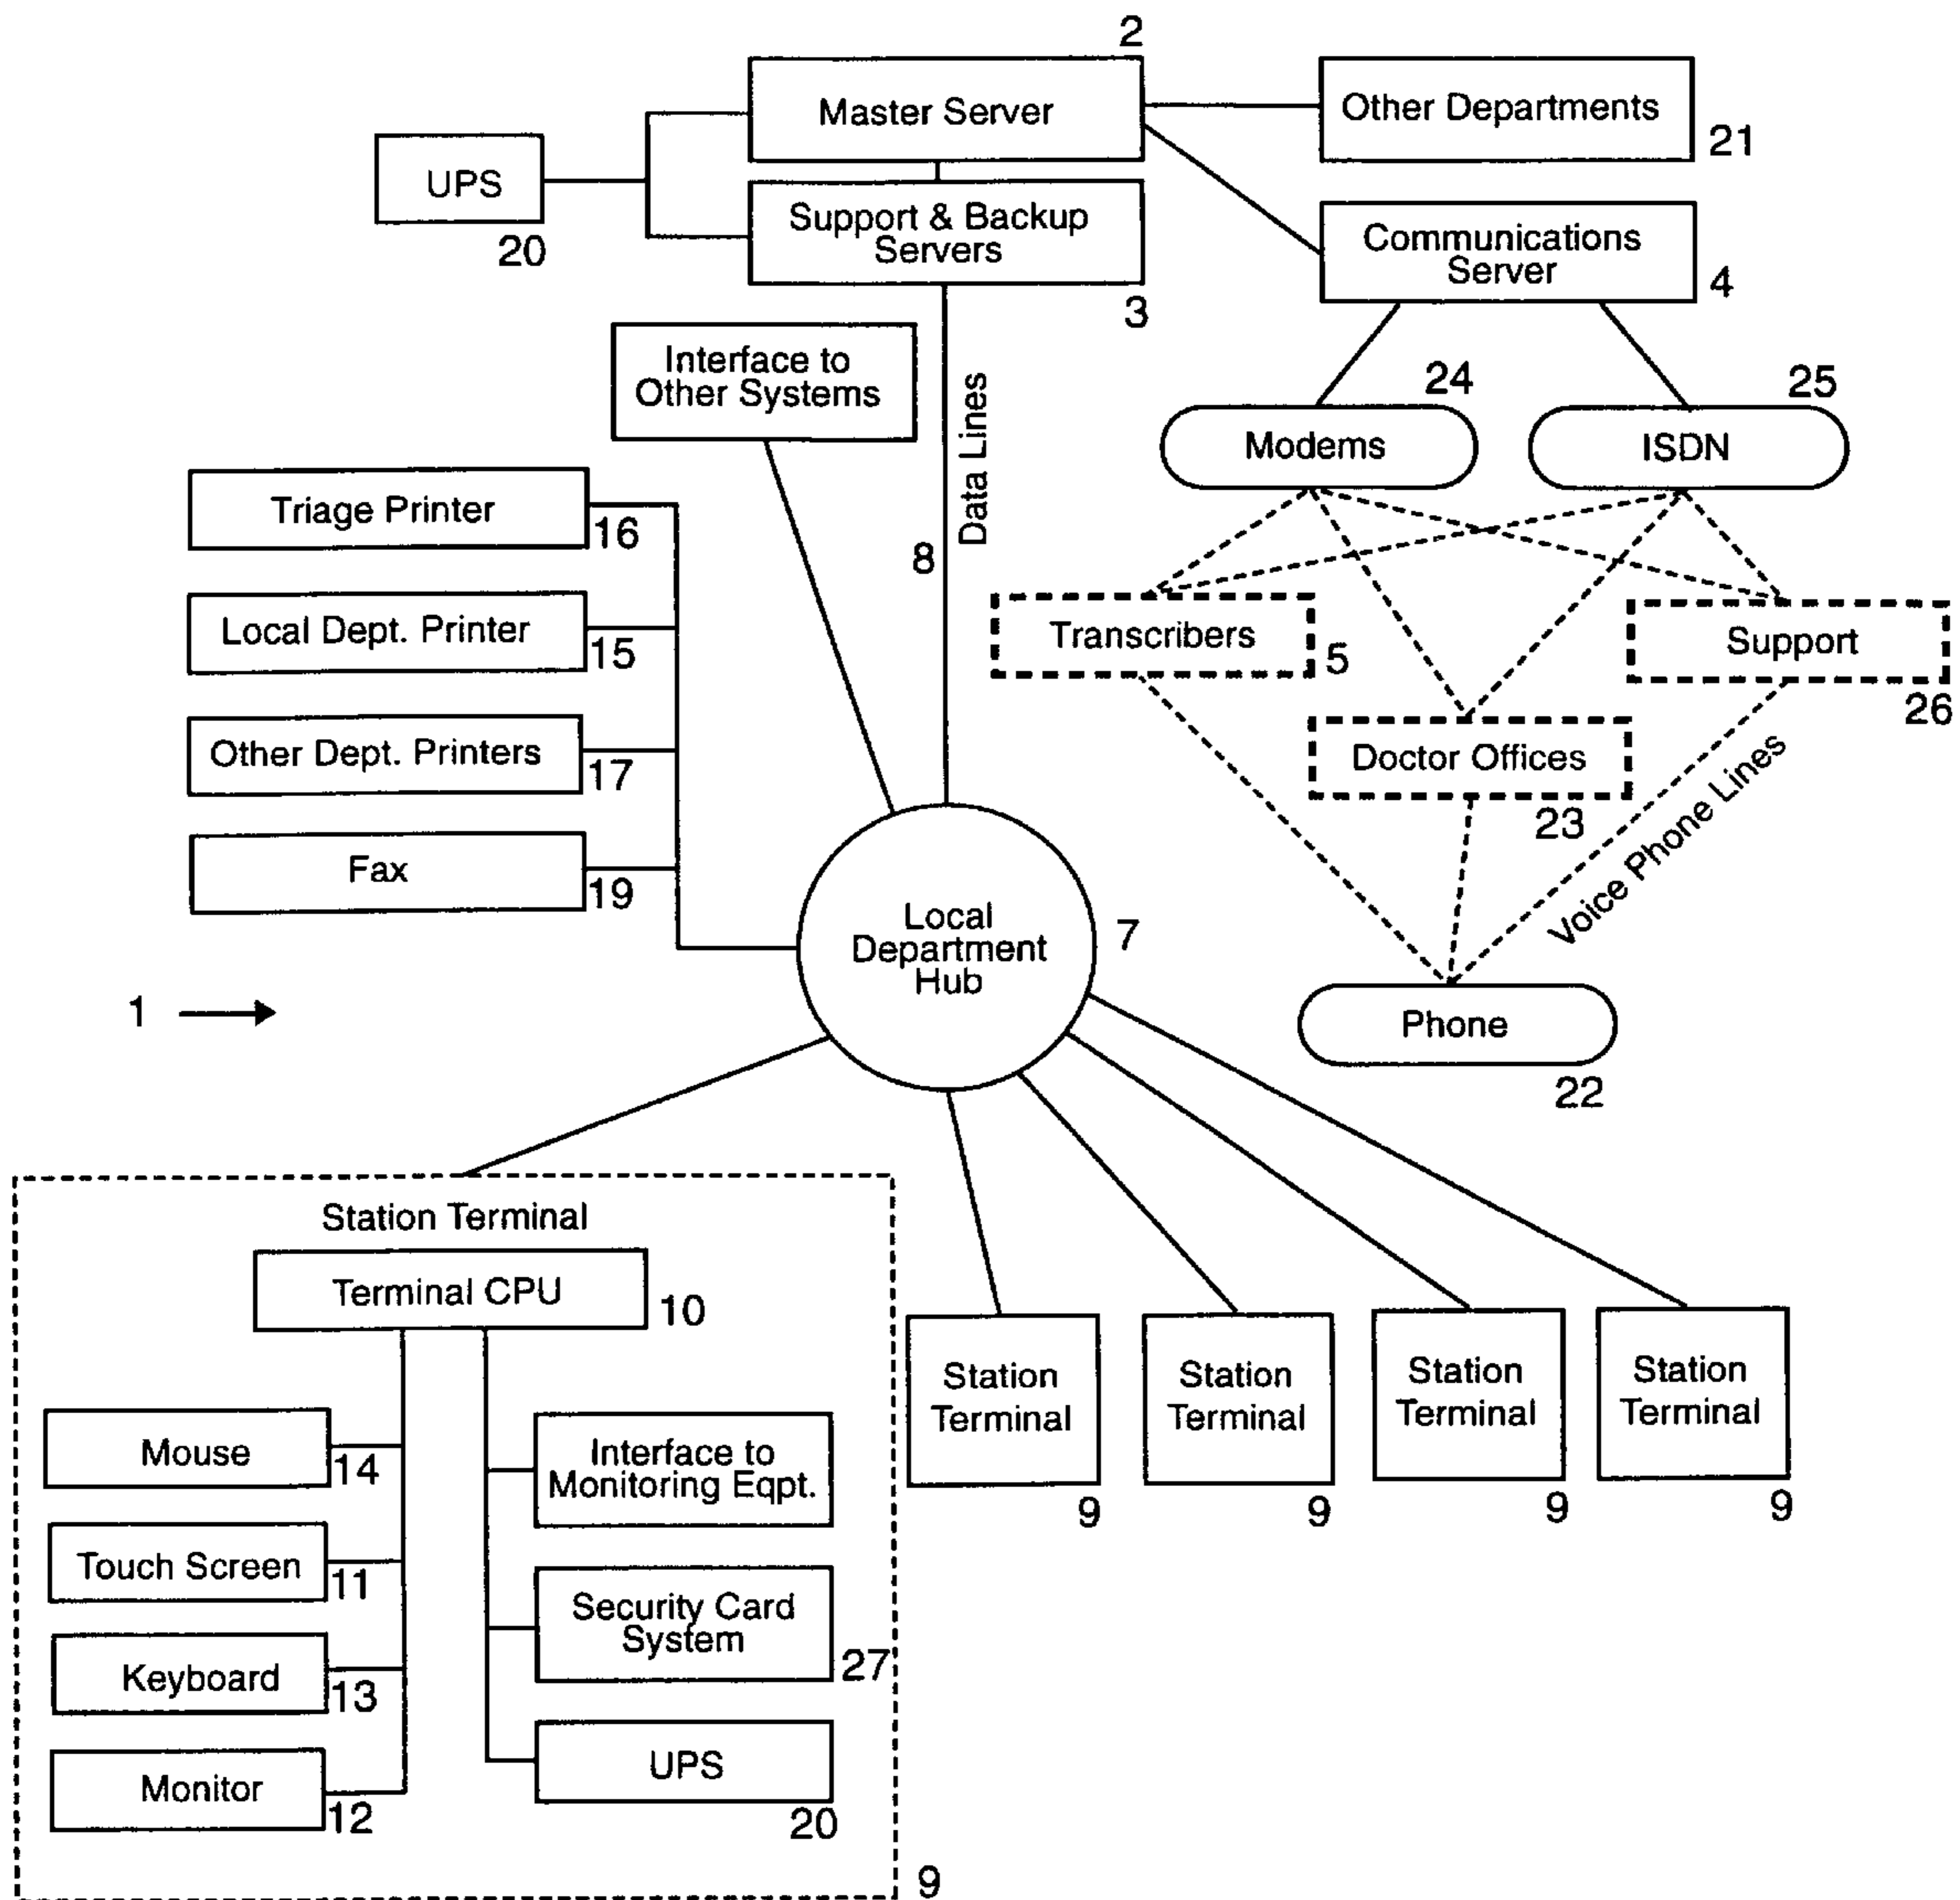 2
Master Server
Other Departments
21
UPS
20
Support & Backup
Servers
3
Communications
Server
4
Interface to
Other Systems
Data Lines
8
24
Modems
25
ISDN
Triage Printer
16
Local Dept. Printer
15
Other Dept. Printers
17
Fax
19
Transcribers
5
Support
26
Doctor Offices
23
Voice Phone Lines
Phone
22
Local
Department
Hub
7
1
Station Terminal
Terminal CPU
10
Mouse
14
Touch Screen
11
Keyboard
13
Monitor
12
Interface to
Monitoring Eqpt.
Security Card
System
27
UPS
20
9
Station
Terminal
9
Station
Terminal
9
Station
Terminal
9
Station
Terminal
9